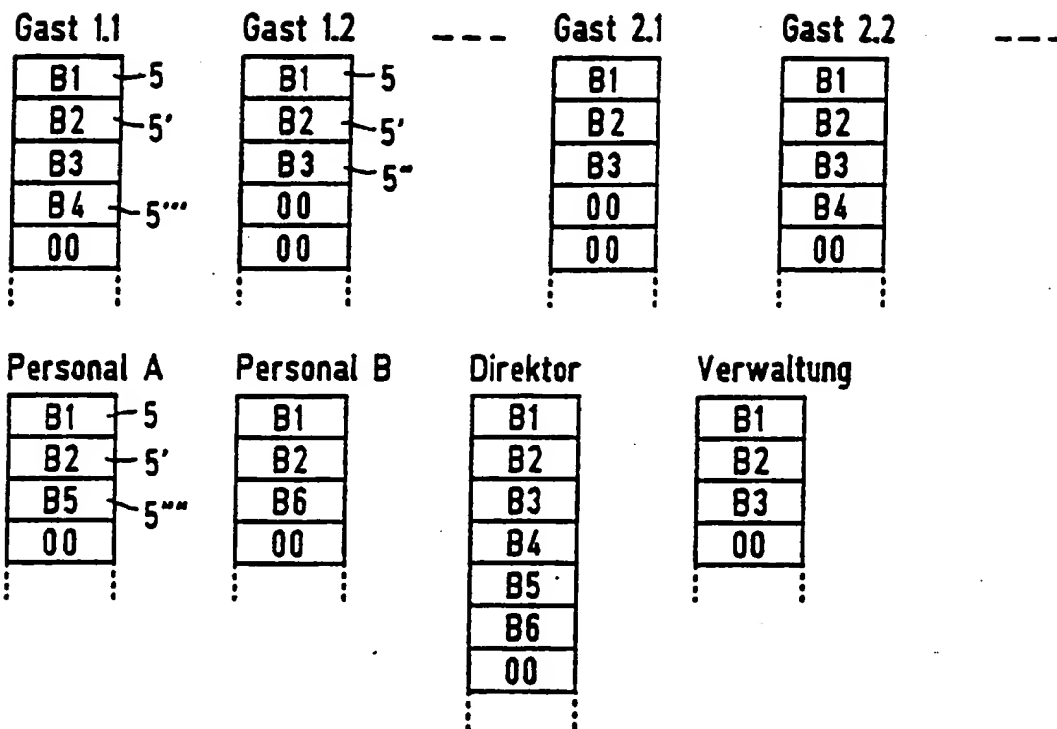 Gast 1.1 Gast 1.2 Gast 2.1 Gast 2.2
B1 5 B1 5 B1 B1
B2 5' B2 5' B2 B2
B3 B3 5" B3 B3
B4 5''' 00 00 B4
00 00 00 00
Personal A Personal B Direktor Verwaltung
B1 5 B1 B1 B1
B2 5' B2 B2 B2
B5 5"" B6 B3 B3
00 00 B4 00
B5
B6
00